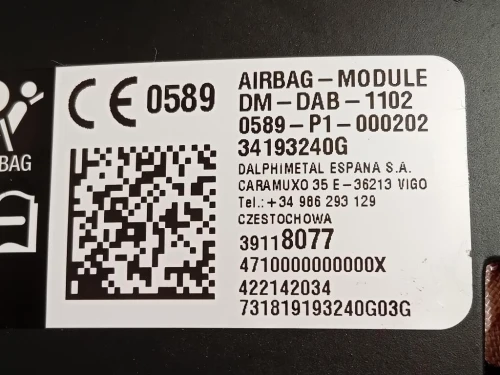 CE 0589
AIRBAG-MODULE
DM-DAB-1102
0589-P1-000202
34193240G
DALPHIMETAL ESPANA S.A.
CARAMUXO 35 E-36213 VIGO
Tel.:+34 986 293 129
CZESTOCHOWA
39118077
4710000000000X
422142034
731819193240G03G
RBAG